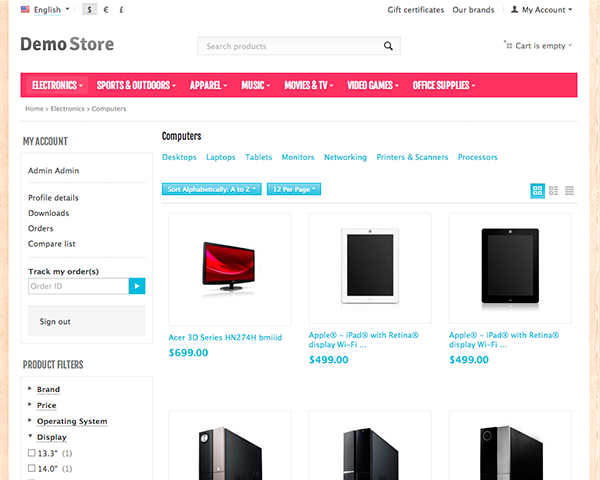 English
$ € £
Gift certificates Our brands My Account
Demo Store
Search products
Cart is empty
ELECTRONICS SPORTS & OUTDOORS APPAREL MUSIC MOVIES & TV VIDEO GAMES OFFICE SUPPLIES
Home › Electronics › Computers
MY ACCOUNT
Admin Admin
Profile details
Downloads
Orders
Compare list
Track my order(s)
Order ID
Sign out
PRODUCT FILTERS
Brand
Price
Operating System
Display
13.3" (1)
14.0" (1)
Computers
Desktops Laptops Tablets Monitors Networking Printers & Scanners Processors
Sort Alphabetically: A to Z 12 Per Page
Acer 3D Series HN274H bmiiid
$699.00
Apple® – iPad® with Retina®
display Wi-Fi ...
$499.00
Apple® – iPad® with Retina®
display Wi-Fi ...
$499.00